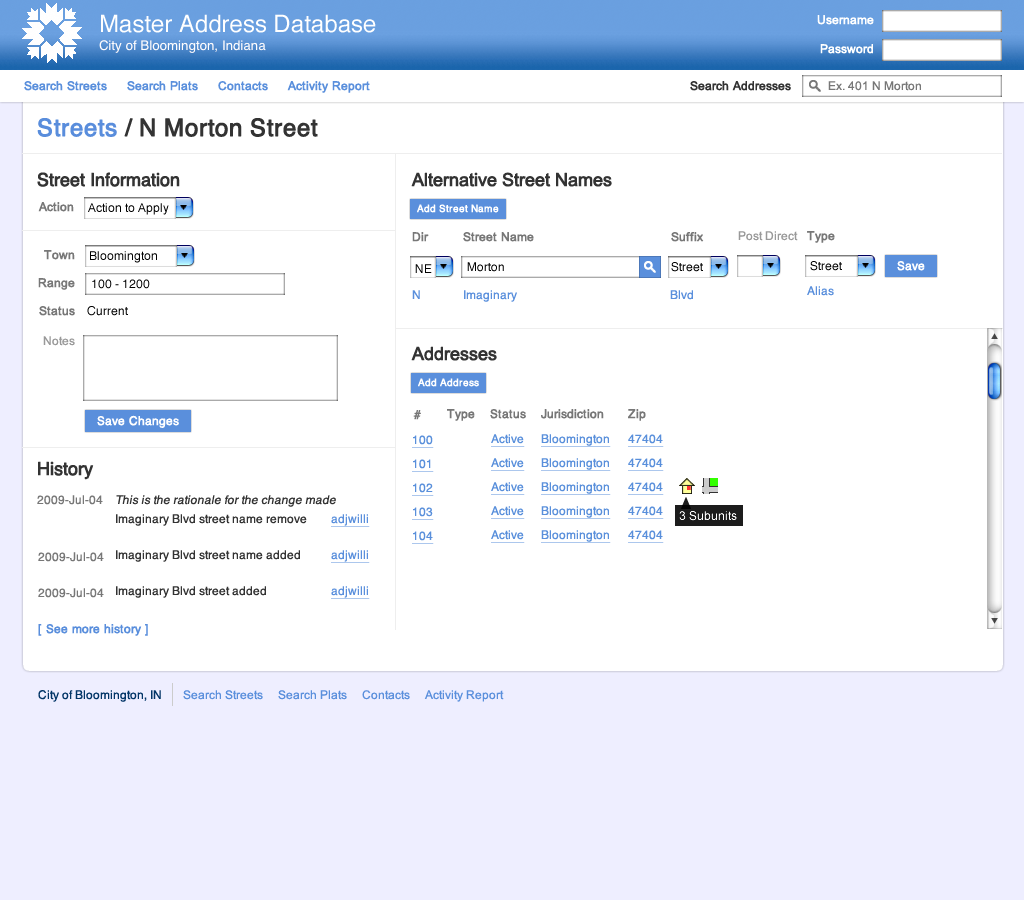 Master Address Database
City of Bloomington, Indiana
Username
Password
Search Streets Search Plats Contacts Activity Report
Search Addresses Ex. 401 N Morton
Streets / N Morton Street
Street Information
Action Action to Apply
Town Bloomington
Range 100 - 1200
Status Current
Notes
Save Changes
History
2009-Jul-04 This is the rationale for the change made
Imaginary Blvd street name remove adjwilli
2009-Jul-04 Imaginary Blvd street name added adjwilli
2009-Jul-04 Imaginary Blvd street added adjwilli
[ See more history ]
Alternative Street Names
Add Street Name
Dir Street Name Suffix Post Direct Type
NE Morton Street Street Save
N Imaginary Blvd Alias
Addresses
Add Address
# Type Status Jurisdiction Zip
100 Active Bloomington 47404
101 Active Bloomington 47404
102 Active Bloomington 47404
103 Active Bloomington 47404
3 Subunits
104 Active Bloomington 47404
City of Bloomington, IN Search Streets Search Plats Contacts Activity Report